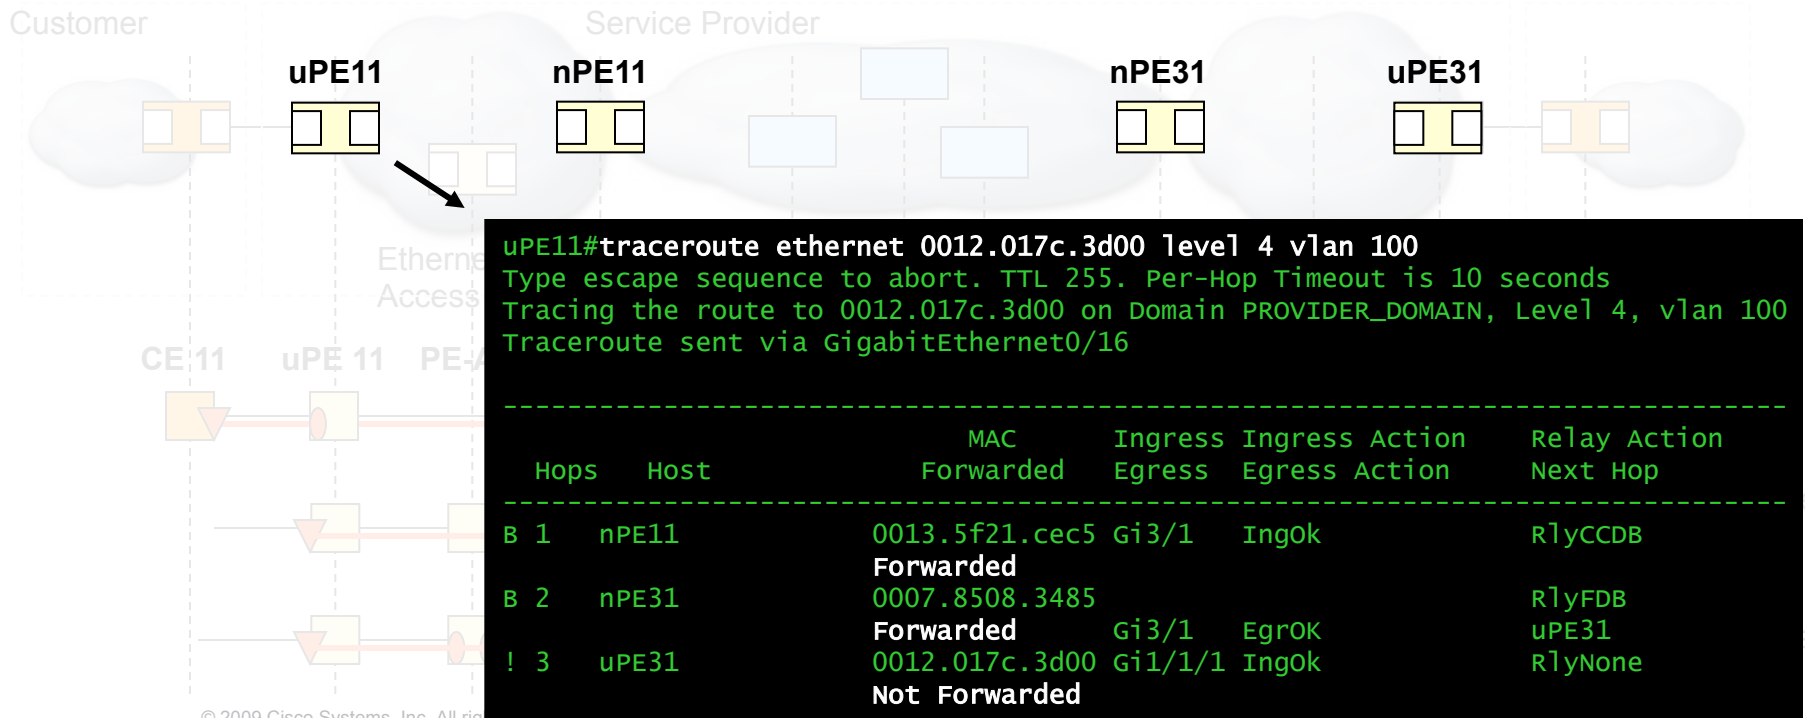 Customer
Service Provider
uPE11
nPE11
nPE31
uPE31
uPE11#traceroute ethernet 0012.017c.3d00 level 4 vlan 100
Type escape sequence to abort. TTL 255. Per-Hop Timeout is 10 seconds
Tracing the route to 0012.017c.3d00 on Domain PROVIDER_DOMAIN, Level 4, vlan 100
Traceroute sent via GigabitEthernet0/16
--------------------------------------------------------------------------------
MAC Ingress Ingress Action Relay Action
Hops Host Forwarded Egress Egress Action Next Hop
--------------------------------------------------------------------------------
B 1 nPE11 0013.5f21.cec5 Gi3/1 IngOk RlyCCDB
Forwarded
B 2 nPE31 0007.8508.3485 RlyFDB
Forwarded Gi3/1 EgrOK uPE31
! 3 uPE31 0012.017c.3d00 Gi1/1/1 IngOk RlyNone
Not Forwarded
Access
CE 11
uPE 11
© 2009 Cisco Systems, Inc. All